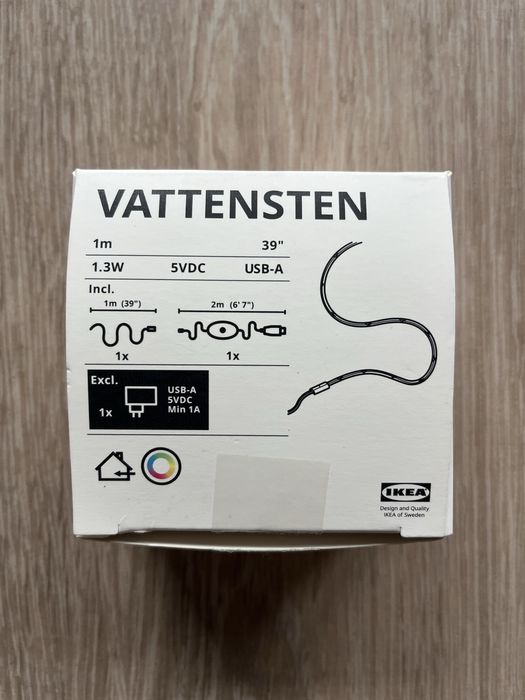 VATTENSTEN
1m 39"
1.3W 5VDC USB-A
Incl.
1m (39") 2m (6' 7")
1x 1x
Excl.
1x
USB-A
5VDC
Min 1A
IKEA
Design and Quality
IKEA of Sweden